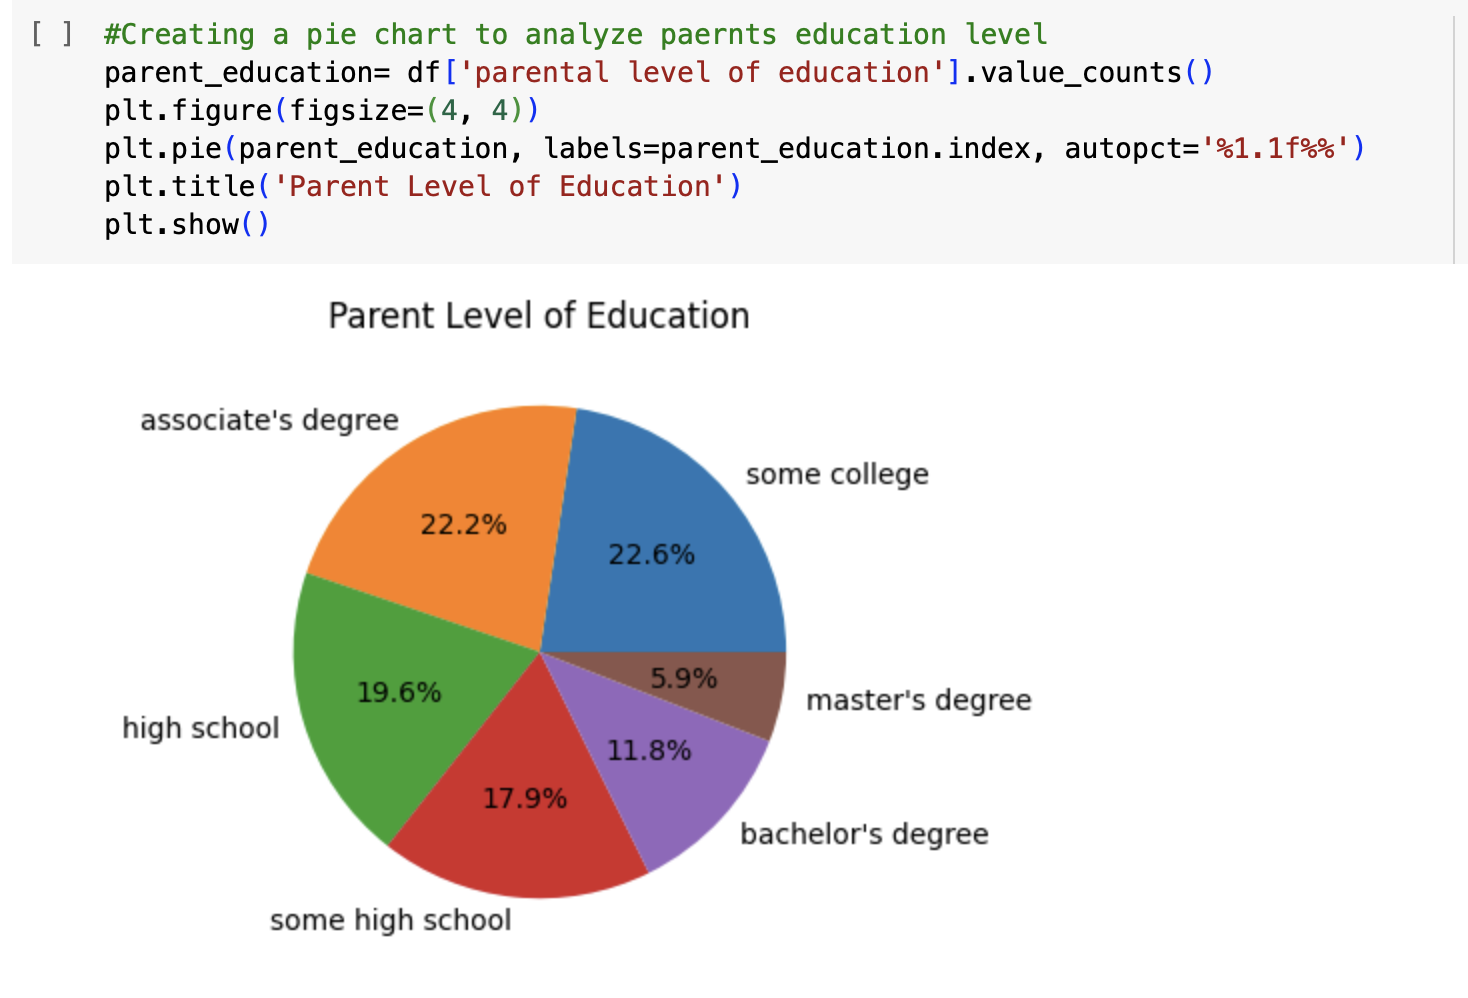 [ ] #Creating a pie chart to analyze paernts education level
parent_education= df['parental level of education'].value_counts()
plt.figure(figsize=(4, 4))
plt.pie(parent_education, labels=parent_education.index, autopct='%1.1f%%')
plt.title('Parent Level of Education')
plt.show()
Parent Level of Education
associate's degree
some college
22.2%
22.6%
5.9%
19.6%
master's degree
high school
11.8%
17.9%
bachelor's degree
some high school